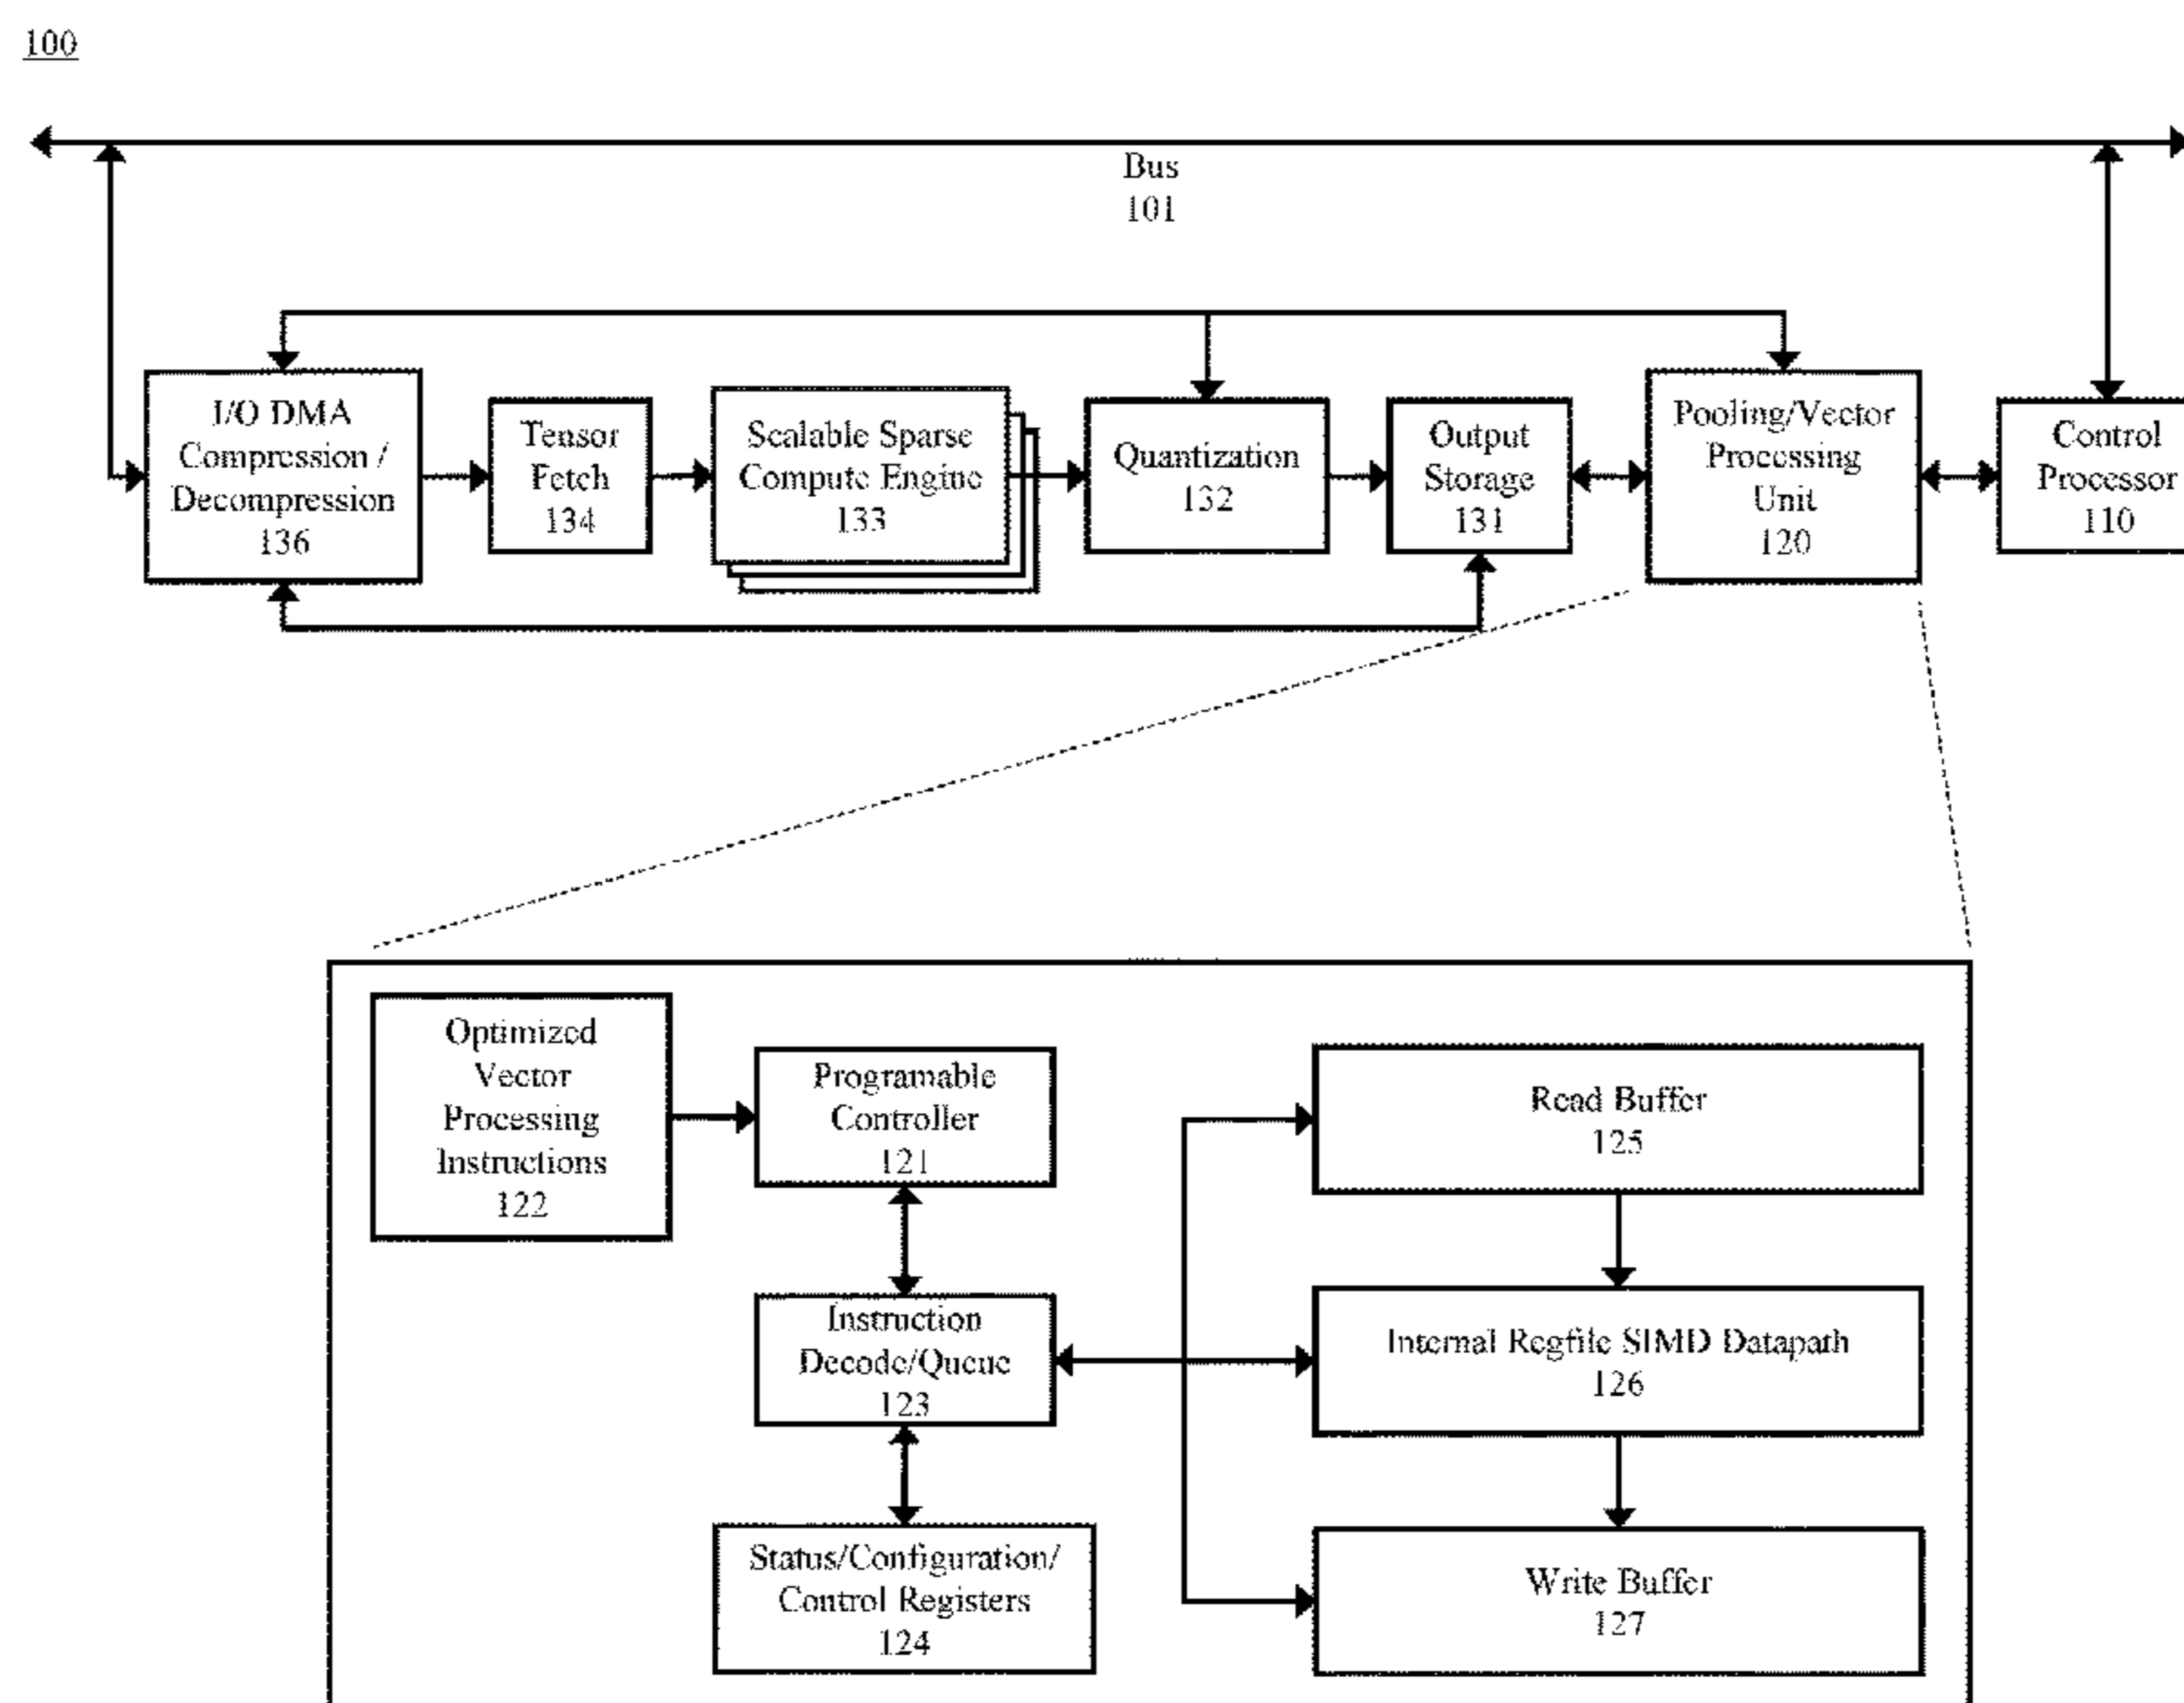 100
Bus
101
I/O DMA
Compression /
Decompression
136
Tensor
Fetch
134
Scalable Sparse
Compute Engine
133
Quantization
132
Output
Storage
131
Pooling/Vector
Processing
Unit
120
Control
Processor
110
Optimized
Vector
Processing
Instructions
122
Programable
Controller
121
Instruction
Decode/Queue
123
Status/Configuration/
Control Registers
124
Read Buffer
125
Internal Regfile SIMD Datapath
126
Write Buffer
127